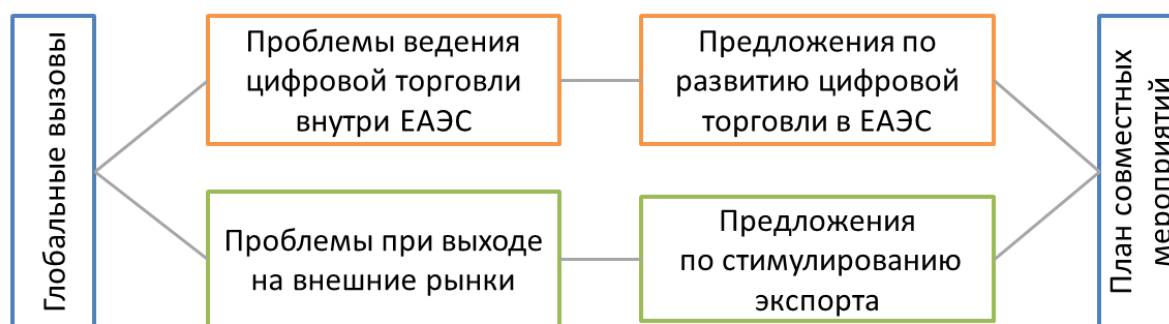 Глобальные вызовы
Проблемы ведения
цифровой торговли
внутри ЕАЭС
Предложения по
развитию цифровой
торговли в ЕАЭС
Проблемы при выходе
на внешние рынки
Предложения
по стимулированию
экспорта
План совместных
мероприятий